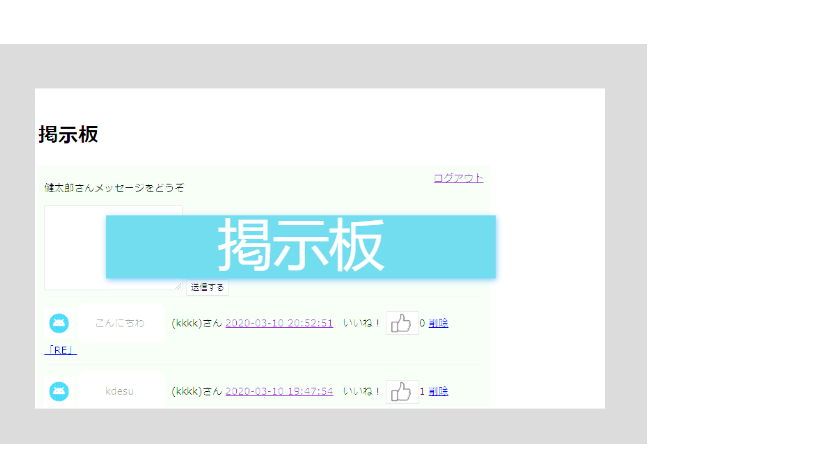 掲示板
ログアウト
健太郎さんメッセージをどうぞ
掲示板
送信する
こんにちわ (kkkk)さん 2020-03-10 20:52:51 いいね! 0 削除
「RE」
kdesu (kkkk)さん 2020-03-10 19:47:54 いいね! 1 削除